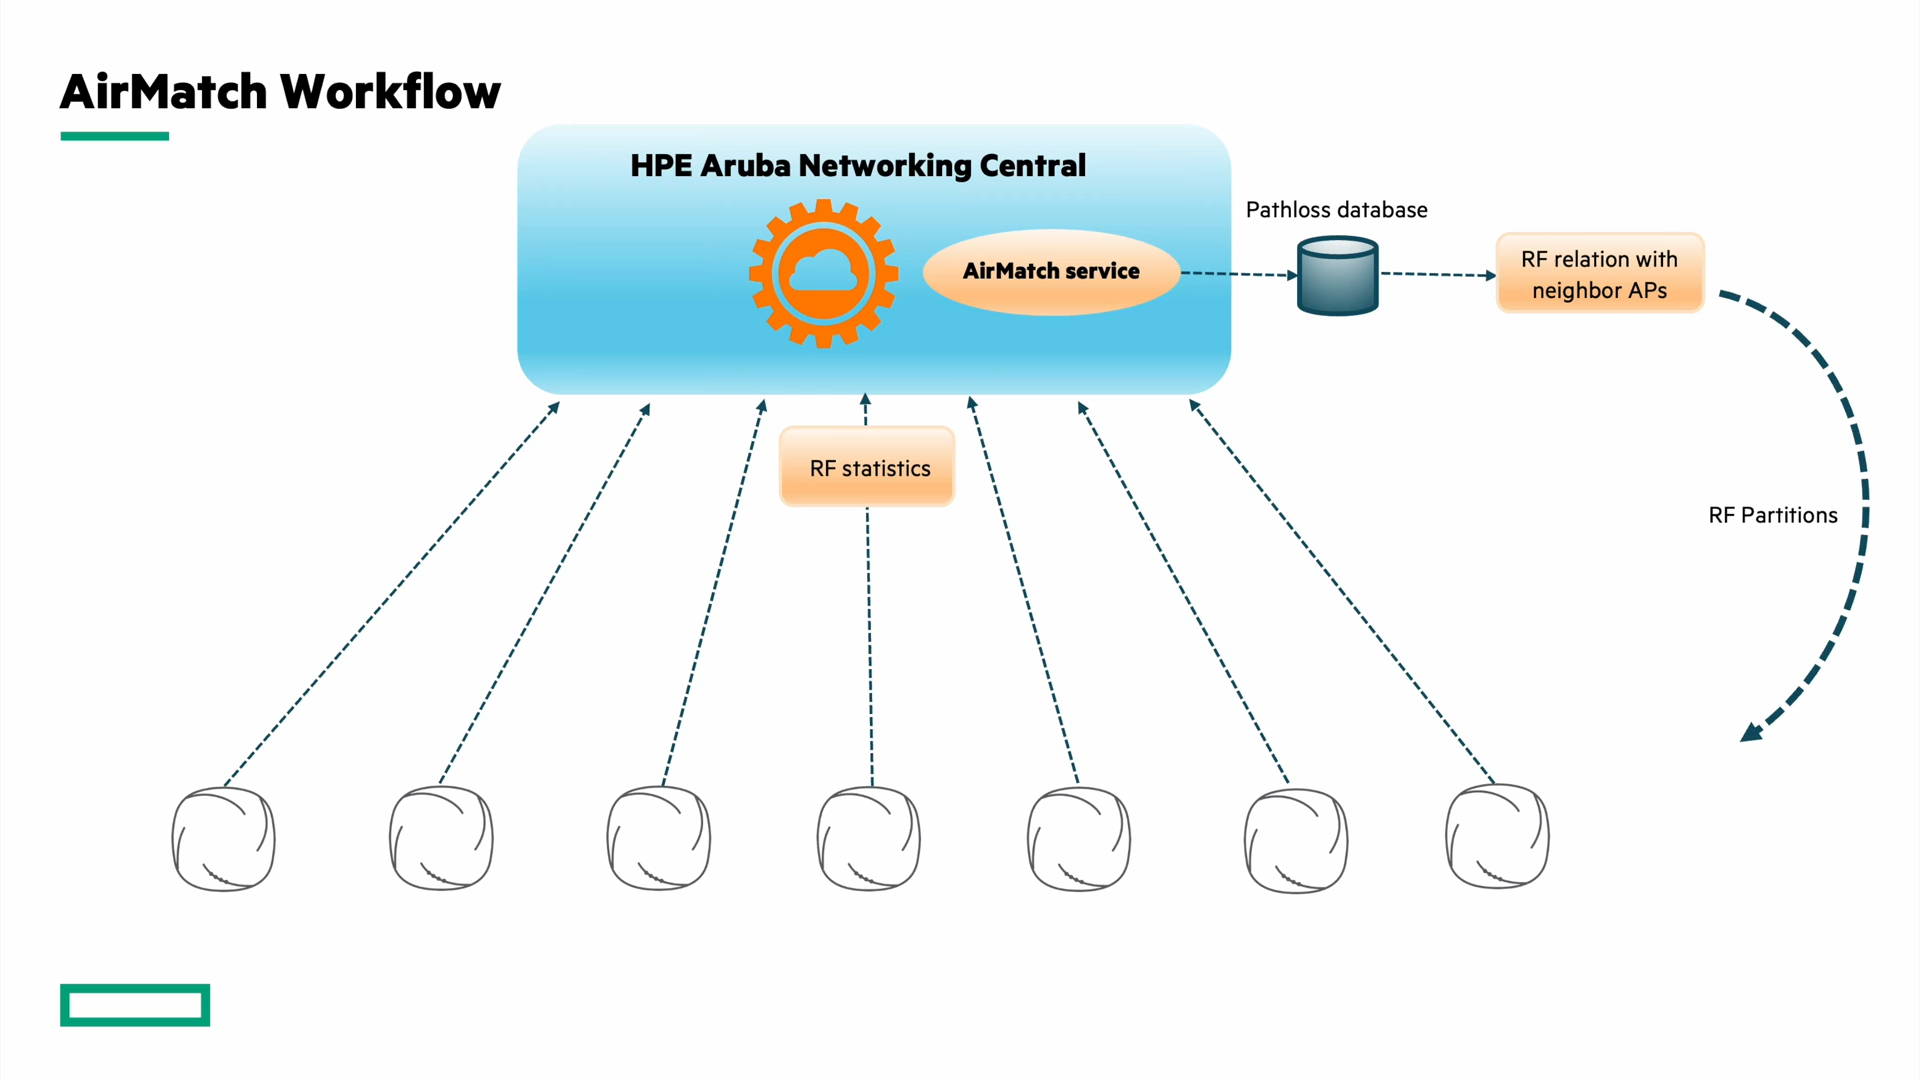 AirMatch Workflow
HPE Aruba Networking Central
AirMatch service
Pathloss database
RF relation with
neighbor APs
RF statistics
RF Partitions